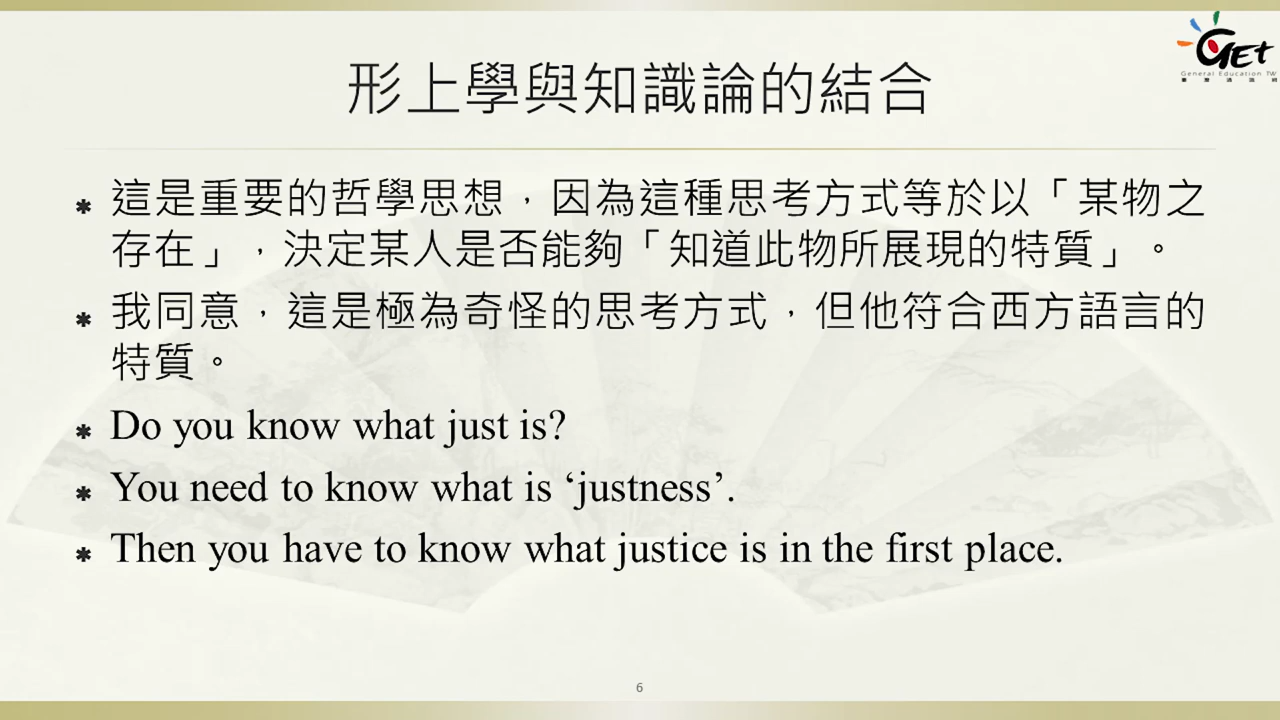 GET
General Education TW
形上學與知識論的結合
這是重要的哲學思想，因為這種思考方式等於以「某物之
存在」，決定某人是否能夠「知道此物所展現的特質」。
我同意，這是極為奇怪的思考方式，但他符合西方語言的
特質。
Do you know what just is?
You need to know what is ‘justness’.
Then you have to know what justice is in the first place.
6